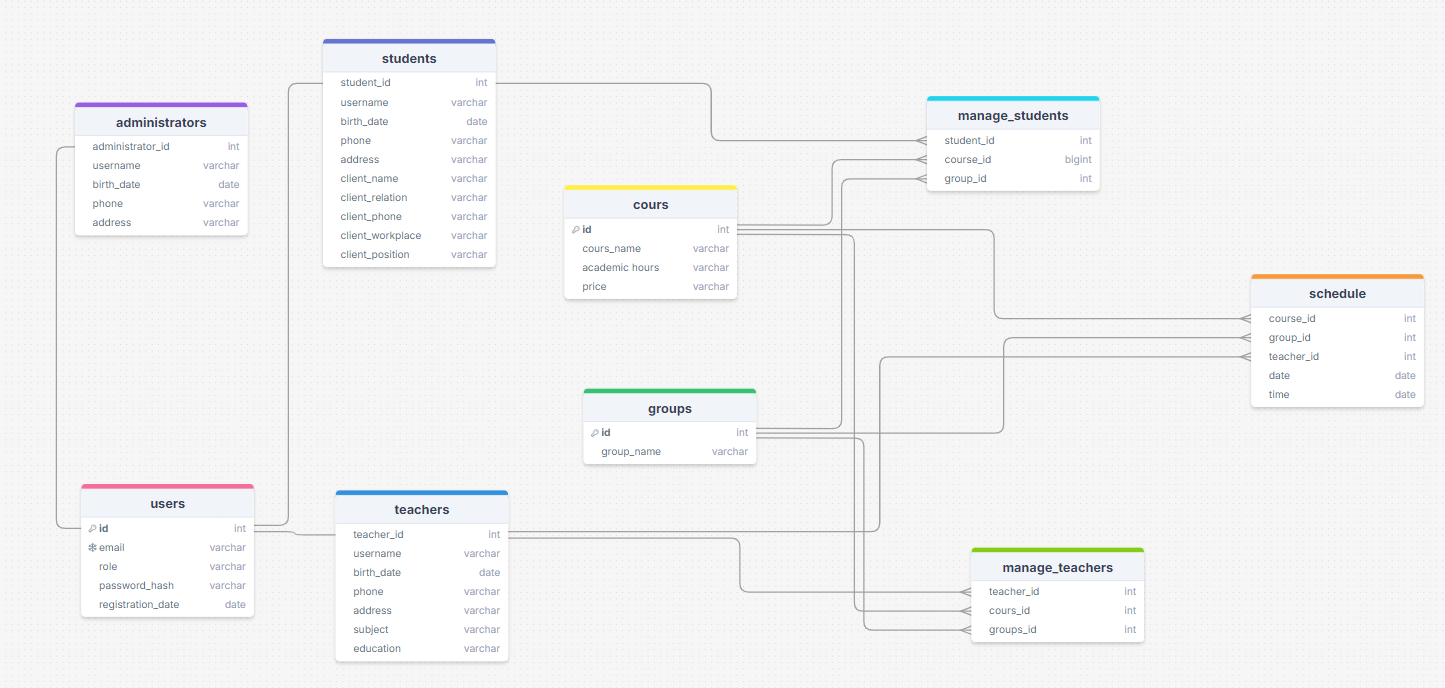 students
student_id int
username varchar
birth_date date
phone varchar
address varchar
client_name varchar
client_relation varchar
client_phone varchar
client_workplace varchar
client_position varchar
administrators
administrator_id int
username varchar
birth_date date
phone varchar
address varchar
manage_students
student_id int
course_id bigint
group_id int
cours
id int
cours_name varchar
academic hours varchar
price varchar
schedule
course_id int
group_id int
teacher_id int
date date
time date
groups
id int
group_name varchar
users
id int
email varchar
role varchar
password_hash varchar
registration_date date
teachers
teacher_id int
username varchar
birth_date date
phone varchar
address varchar
subject varchar
education varchar
manage_teachers
teacher_id int
cours_id int
groups_id int